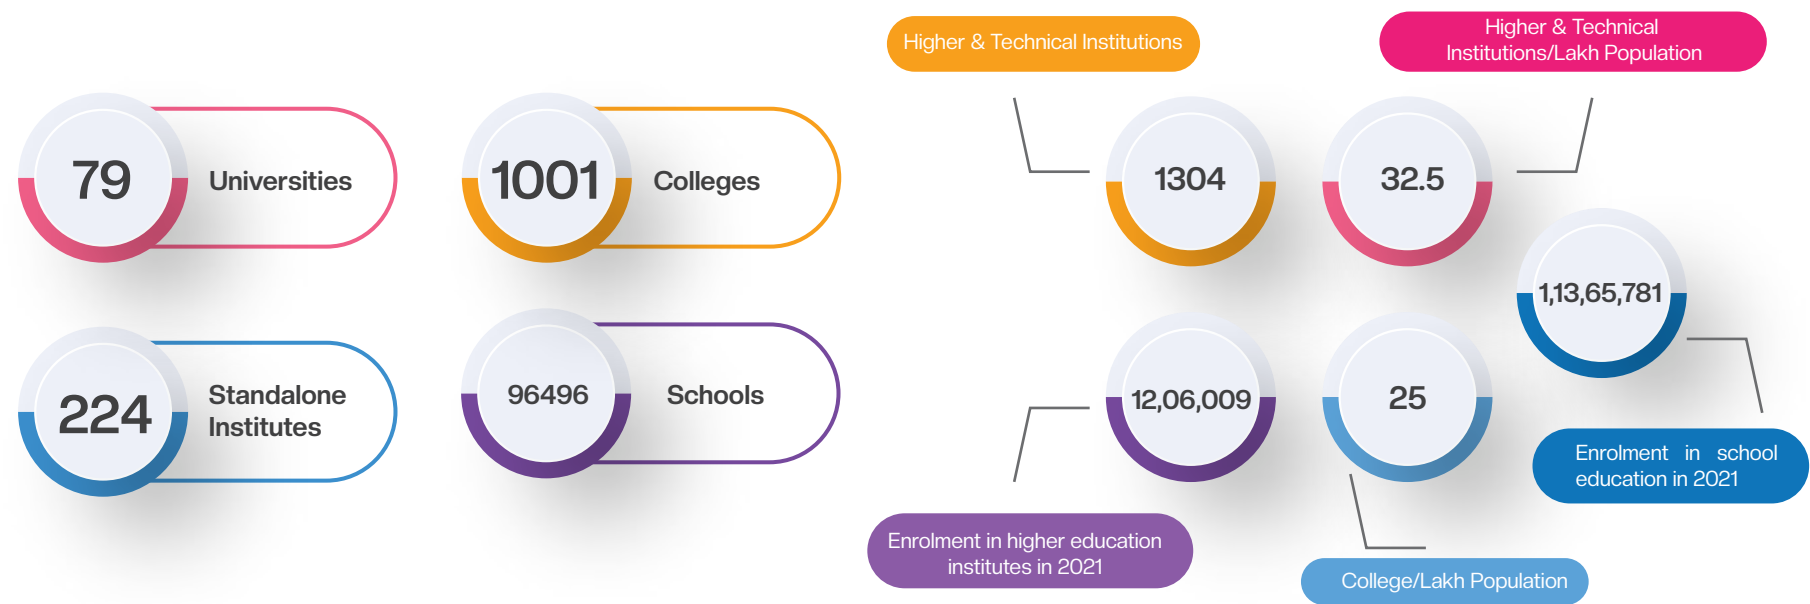 79
Universities
1001
Colleges
224
Standalone
Institutes
96496
Schools
Higher & Technical Institutions
1304
Higher & Technical
Institutions/Lakh Population
32.5
1,13,65,781
Enrolment in school
education in 2021
12,06,009
Enrolment in higher education
institutes in 2021
25
College/Lakh Population